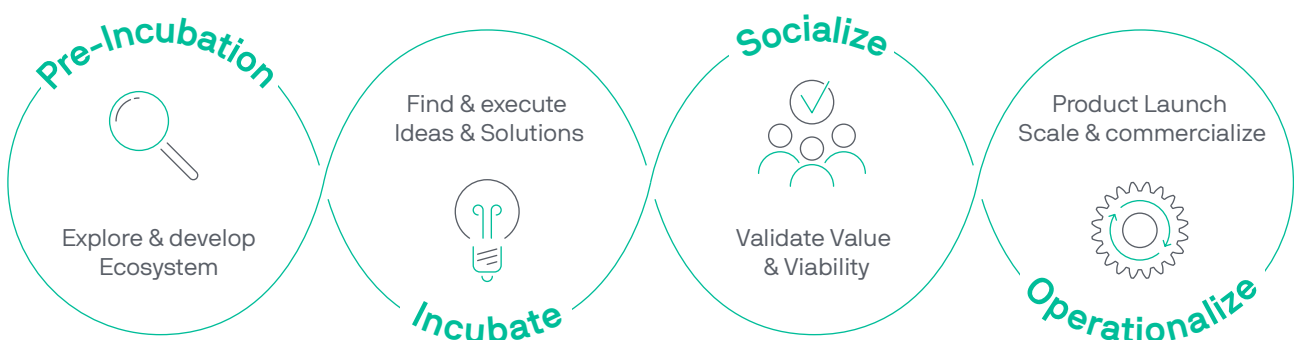 Pre-Incubation
Explore & develop
Ecosystem
Find & execute
Ideas & Solutions
Incubate
Socialize
Validate Value
& Viability
Product Launch
Scale & commercialize
Operationalize